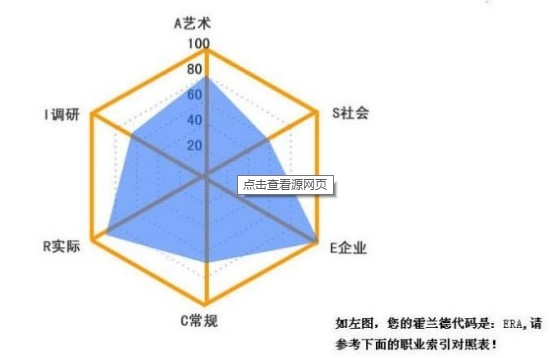 A艺术
100
80
60
40
20
I调研
S社会
点击查看源网页
R实际
E企业
C常规
如左图，您的霍兰德代码是：ERA,请
参考下面的职业索引对照表！